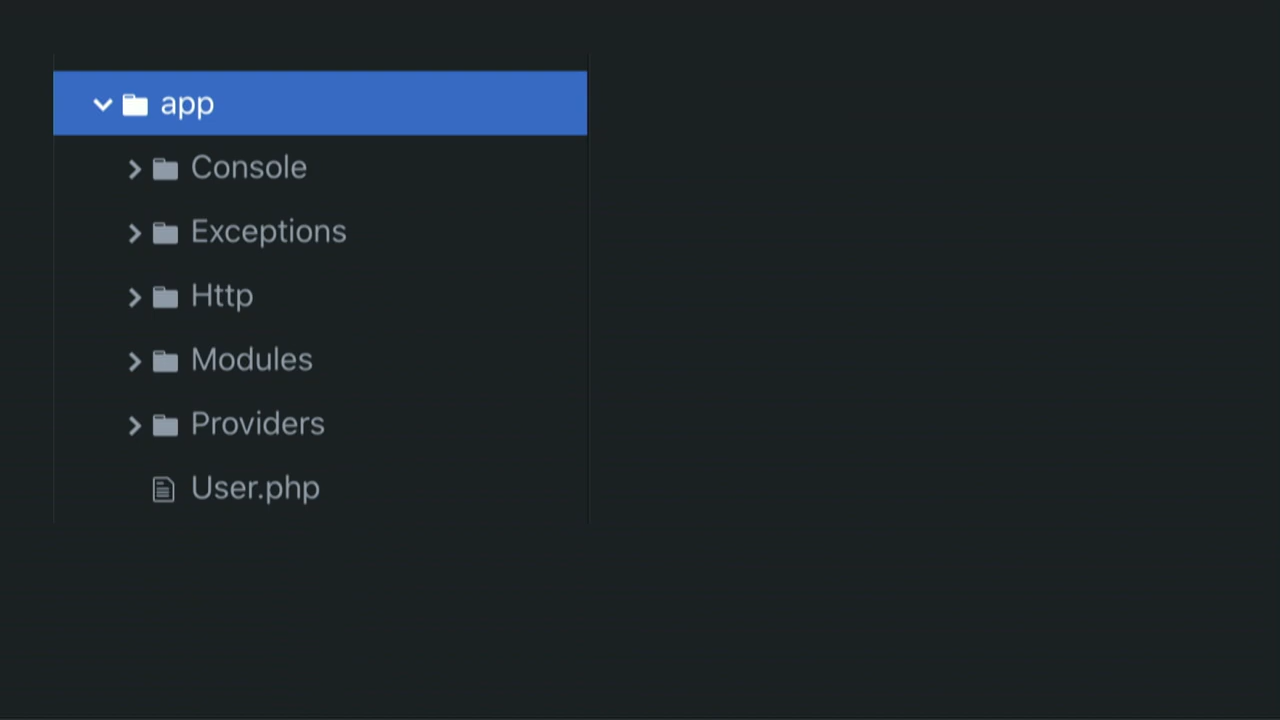 app
Console
Exceptions
Http
Modules
Providers
User.php